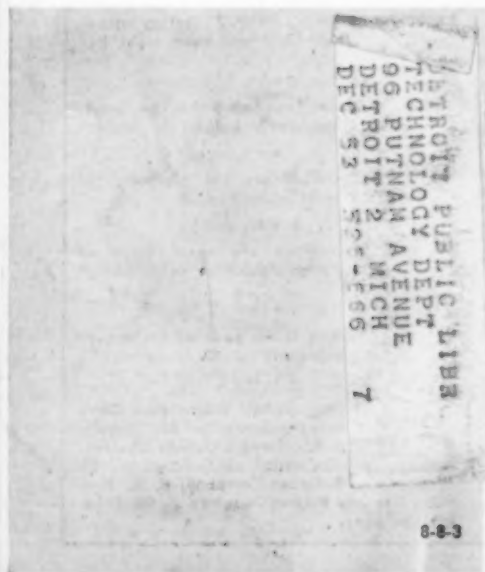 DETROIT PUBLIC LIBR
TECHNOLOGY DEPT
96 PUTNAM AVENUE
DETROIT 2 MICH
DEC 53 7
8-8-3